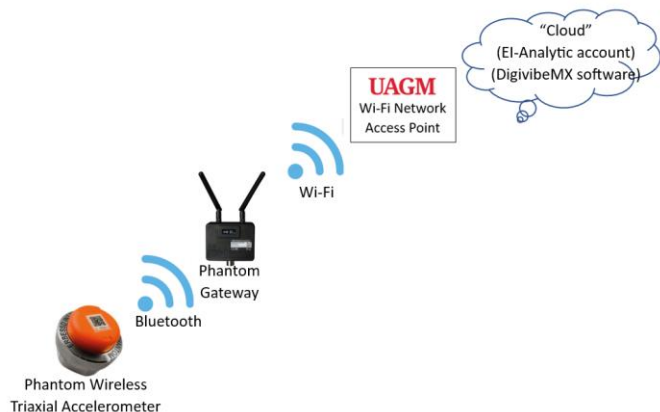 “Cloud”
(EI-Analytic account)
(DigivibeMX software)
UAGM
Wi-Fi Network
Access Point
Wi-Fi
Phantom
Gateway
Bluetooth
Phantom Wireless
Triaxial Accelerometer